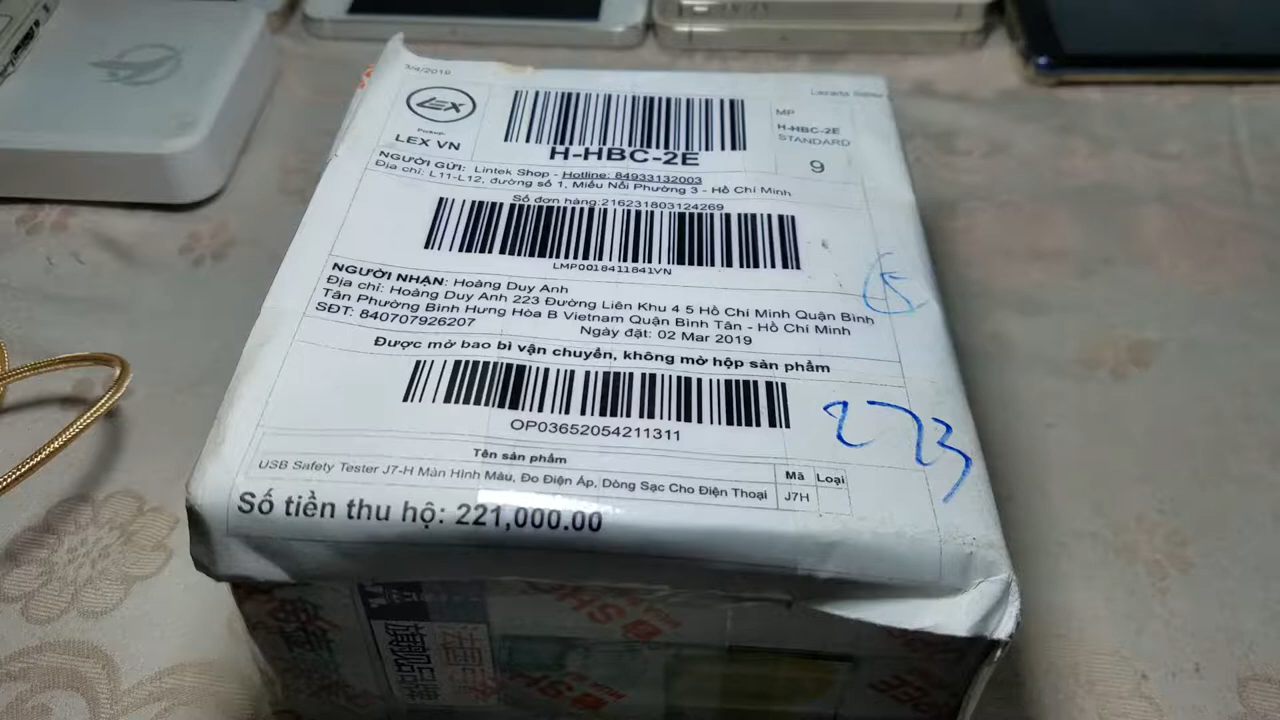 3/4/2019
Lazada
LEX
MP
Pickup:
LEX VN
H-HBC-2E
H-HBC-2E
STANDARD
9
NGƯỜI GỬI: Lintek Shop - Hotline: 84933132003
Địa chỉ: L11-L12, đường số 1, Miếu Nổi Phường 3 - Hồ Chí Minh
Số đơn hàng:216231803124269
LMP0018411841VN
NGƯỜI NHẬN: Hoàng Duy Anh
Địa chỉ: Hoàng Duy Anh 223 Đường Liên Khu 4 5 Hồ Chí Minh Quận Bình
Tân Phường Bình Hưng Hòa B Vietnam Quận Bình Tân - Hồ Chí Minh
SĐT: 840707926207
Ngày đặt: 02 Mar 2019
Được mở bao bì vận chuyển, không mở hộp sản phẩm
5
OP03652054211311
223
Tên sản phẩm
Mã Loại
USB Safety Tester J7-H Màn Hình Màu, Đo Điện Áp, Dòng Sạc Cho Điện Thoại
J7H
Số tiền thu hộ: 221,000.00